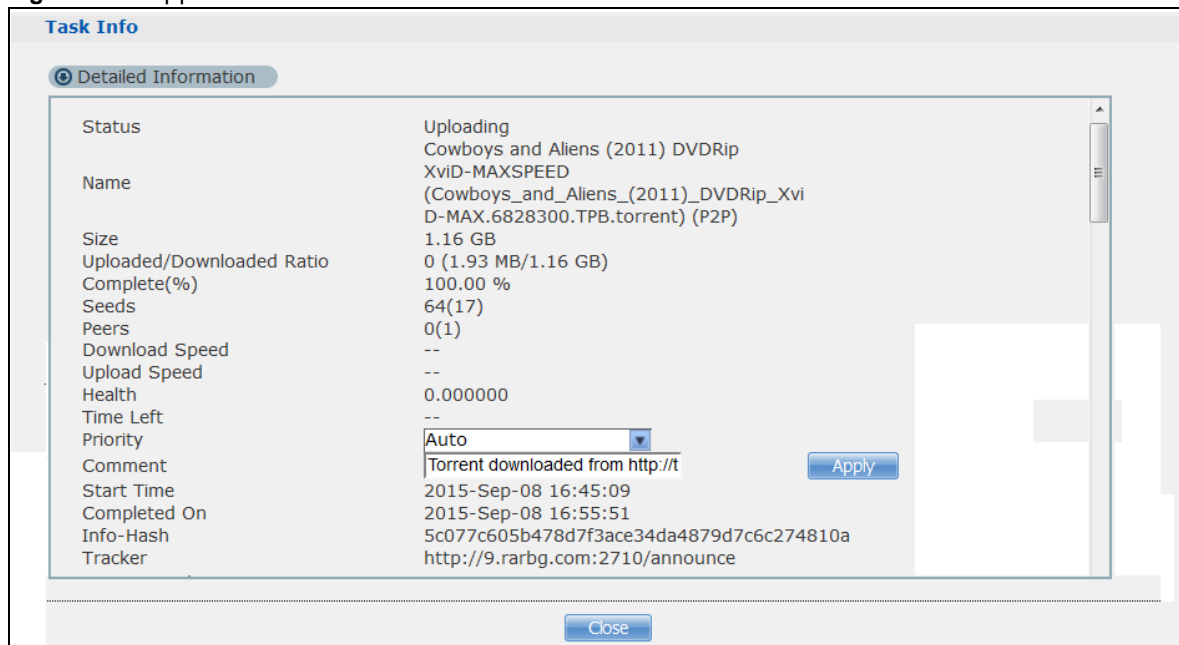 Task Info
Detailed Information
Status Uploading
Name Cowboys and Aliens (2011) DVDRip
XviD-MAXSPEED
(Cowboys_and_Aliens_(2011)_DVDRip_Xvi
D-MAX.6828300.TPB.torrent) (P2P)
Size 1.16 GB
Uploaded/Downloaded Ratio 0 (1.93 MB/1.16 GB)
Complete(%) 100.00 %
Seeds 64(17)
Peers 0(1)
Download Speed --
Upload Speed --
Health 0.000000
Time Left --
Priority Auto
Comment Torrent downloaded from http://t Apply
Start Time 2015-Sep-08 16:45:09
Completed On 2015-Sep-08 16:55:51
Info-Hash 5c077c605b478d7f3ace34da4879d7c6c274810a
Tracker http://9.rarbg.com:2710/announce
Close